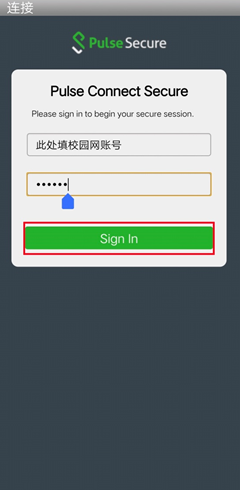 连接
Pulse Secure
Pulse Connect Secure
Please sign in to begin your secure session.
此处填校园网账号
••••••
Sign In